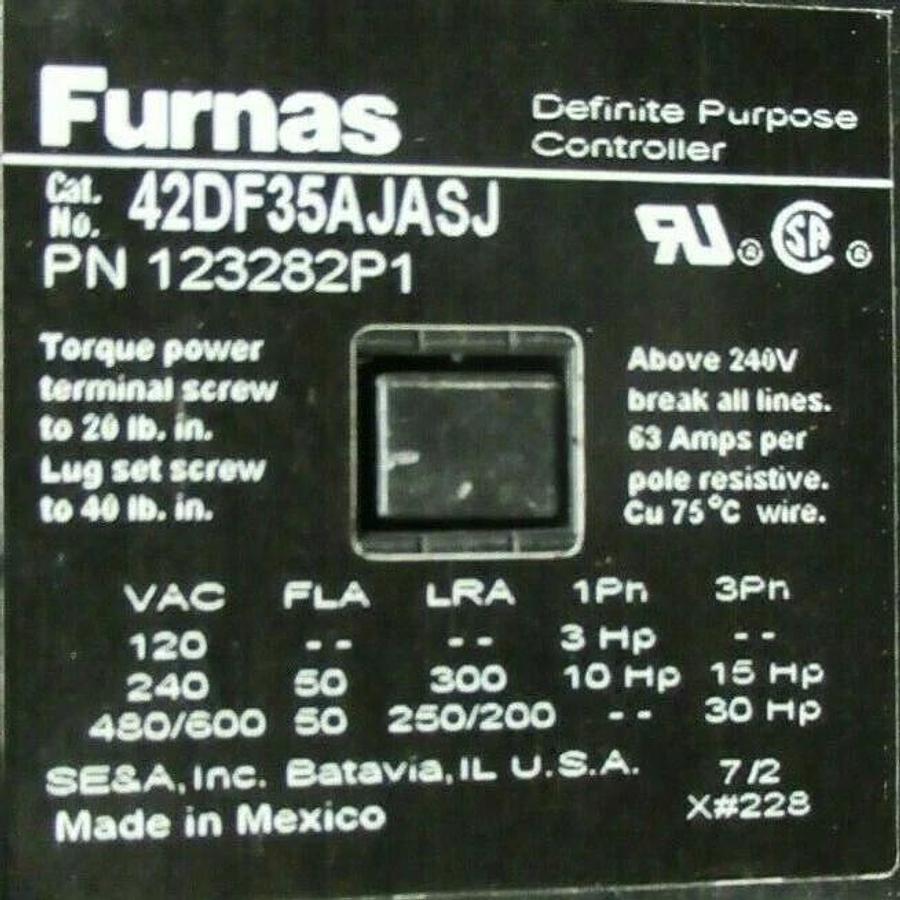 Furnas
Definite Purpose
Controller
Cat. No. 42DF35AJASJ
PN 123282P1
Torque power
terminal screw
to 20 lb. in.
Lug set screw
to 40 lb. in.
Above 240V
break all lines.
63 Amps per
pole resistive.
Cu 75°C wire.
VAC FLA LRA 1Ph 3Ph
120 -- -- 3 Hp --
240 50 300 10 Hp 15 Hp
480/600 50 250/200 -- 30 Hp
SE&A, Inc. Batavia, IL U.S.A.
Made in Mexico
7/2
X#228